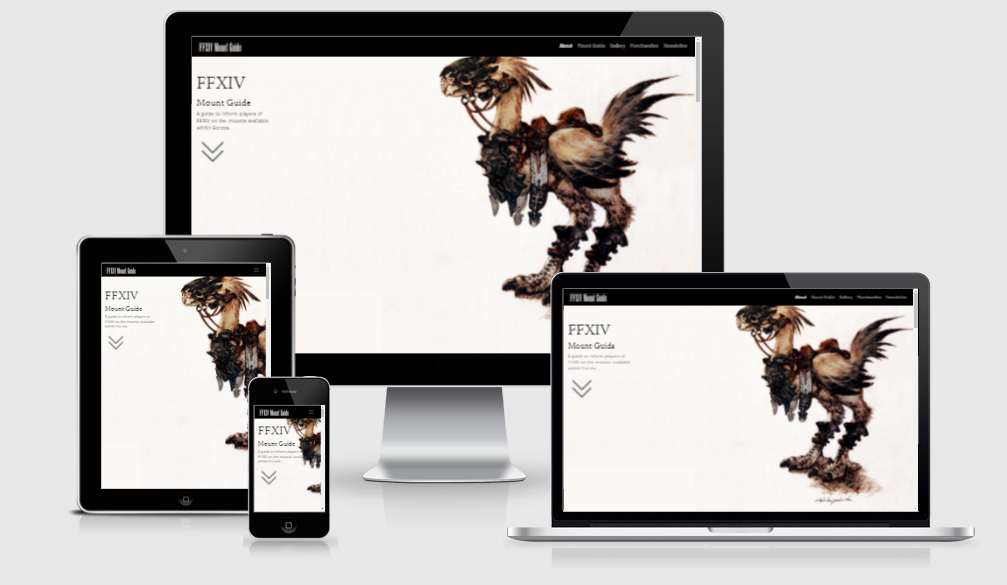 FFXIV Mount Guide
About Mount Guide Gallery Merchandise Newsletter
FFXIV
Mount Guide
A guide to inform players of
FFXIV on the mounts available
within Eorzea.
FFXIV Mount Guide
FFXIV
Mount Guide
A guide to inform players of
FFXIV on the mounts available
within Eorzea.
FFXIV Mount Guide
FFXIV
Mount Guide
A guide to inform players of
FFXIV on the mounts available
within Eorzea.
FFXIV Mount Guide
About Mount Guide Gallery Merchandise Newsletter
FFXIV
Mount Guide
A guide to inform players of
FFXIV on the mounts available
within Eorzea.